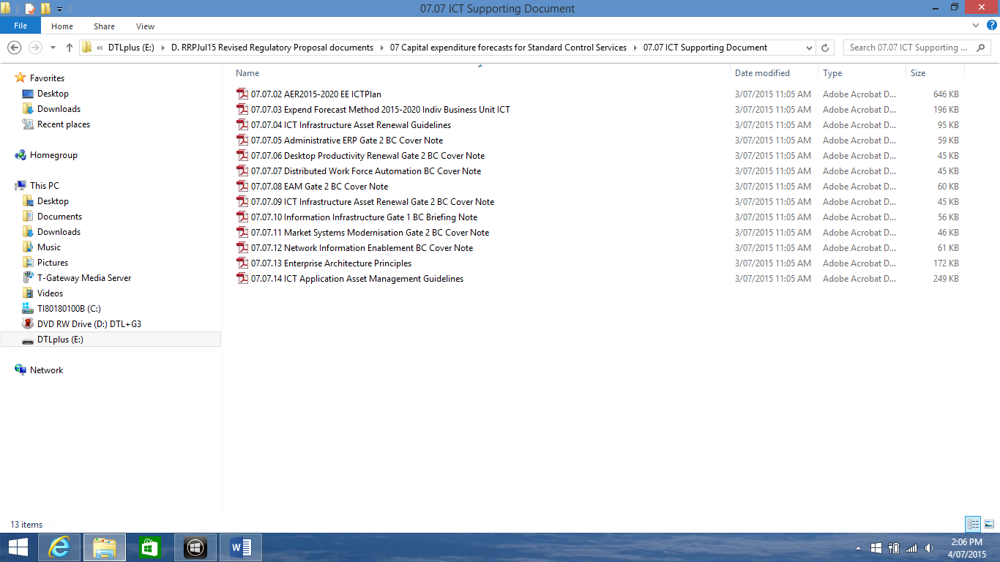 07.07 ICT Supporting Document
File Home Share View
« DTLplus (E:) D. RRPJul15 Revised Regulatory Proposal documents 07 Capital expenditure forecasts for Standard Control Services 07.07 ICT Supporting Document
Search 07.07 ICT Supporting ...
Favorites
Desktop
Downloads
Recent places
Homegroup
This PC
Desktop
Documents
Downloads
Music
Pictures
T-Gateway Media Server
Videos
TI80180100B (C:)
DVD RW Drive (D:) DTL+G3
DTLplus (E:)
Network
Name Date modified Type Size
07.07.02 AER2015-2020 EE ICTPlan 3/07/2015 11:05 AM Adobe Acrobat D... 646 KB
07.07.03 Expend Forecast Method 2015-2020 Indiv Business Unit ICT 3/07/2015 11:05 AM Adobe Acrobat D... 196 KB
07.07.04 ICT Infrastructure Asset Renewal Guidelines 3/07/2015 11:05 AM Adobe Acrobat D... 95 KB
07.07.05 Administrative ERP Gate 2 BC Cover Note 3/07/2015 11:05 AM Adobe Acrobat D... 59 KB
07.07.06 Desktop Productivity Renewal Gate 2 BC Cover Note 3/07/2015 11:05 AM Adobe Acrobat D... 45 KB
07.07.07 Distributed Work Force Automation BC Cover Note 3/07/2015 11:05 AM Adobe Acrobat D... 45 KB
07.07.08 EAM Gate 2 BC Cover Note 3/07/2015 11:05 AM Adobe Acrobat D... 60 KB
07.07.09 ICT Infrastructure Asset Renewal Gate 2 BC Cover Note 3/07/2015 11:05 AM Adobe Acrobat D... 45 KB
07.07.10 Information Infrastructure Gate 1 BC Briefing Note 3/07/2015 11:05 AM Adobe Acrobat D... 56 KB
07.07.11 Market Systems Modernisation Gate 2 BC Cover Note 3/07/2015 11:05 AM Adobe Acrobat D... 46 KB
07.07.12 Network Information Enablement BC Cover Note 3/07/2015 11:05 AM Adobe Acrobat D... 61 KB
07.07.13 Enterprise Architecture Principles 3/07/2015 11:05 AM Adobe Acrobat D... 172 KB
07.07.14 ICT Application Asset Management Guidelines 3/07/2015 11:05 AM Adobe Acrobat D... 249 KB
13 items
2:06 PM
4/07/2015